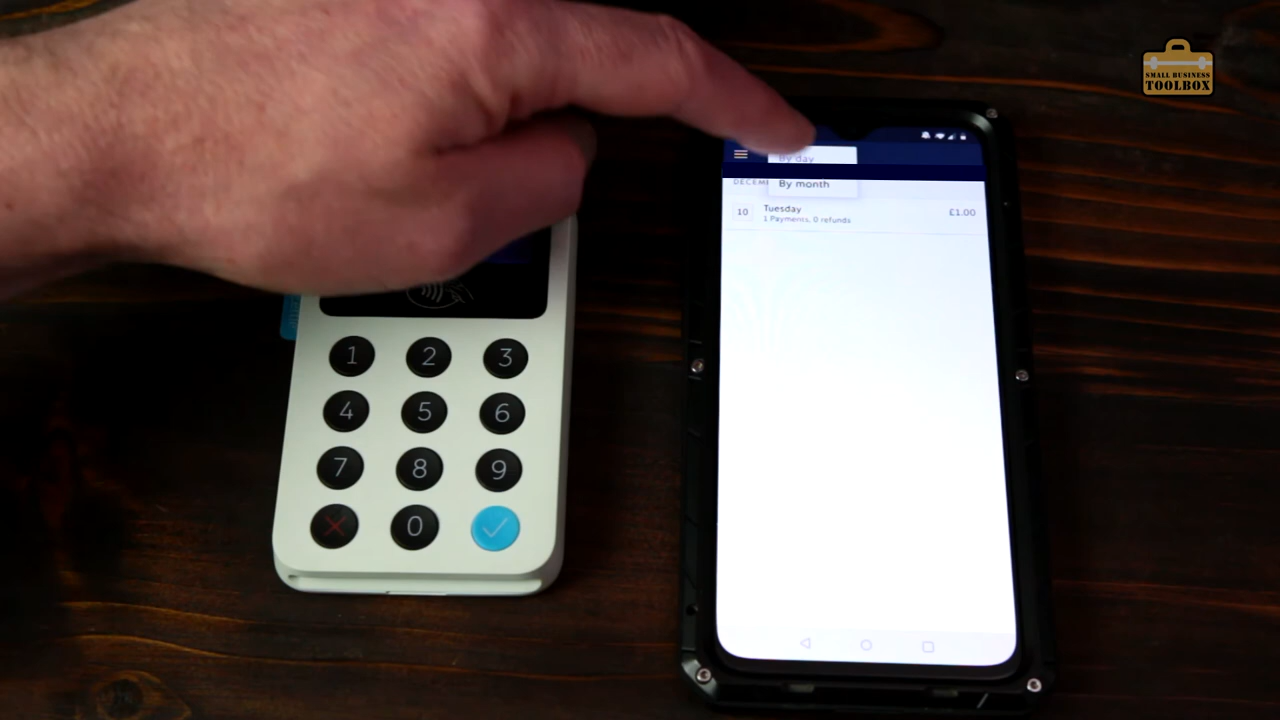 SMALL BUSINESS
TOOLBOX
By day
By month
DECEM
10
Tuesday
£1.00
1 Payments, 0 refunds
1 2 3
4 5 6
7 8 9
0